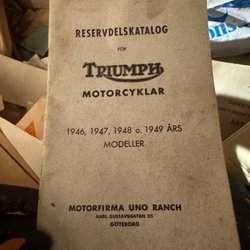 RESERVDELSKATALOG
FÖR
TRIUMPH
MOTORCYKLAR
1946, 1947, 1948 o. 1949 ÅRS
MODELLER
MOTORFIRMA UNO RANCH
KARL GUSTAVSGATAN 25
GÖTEBORG